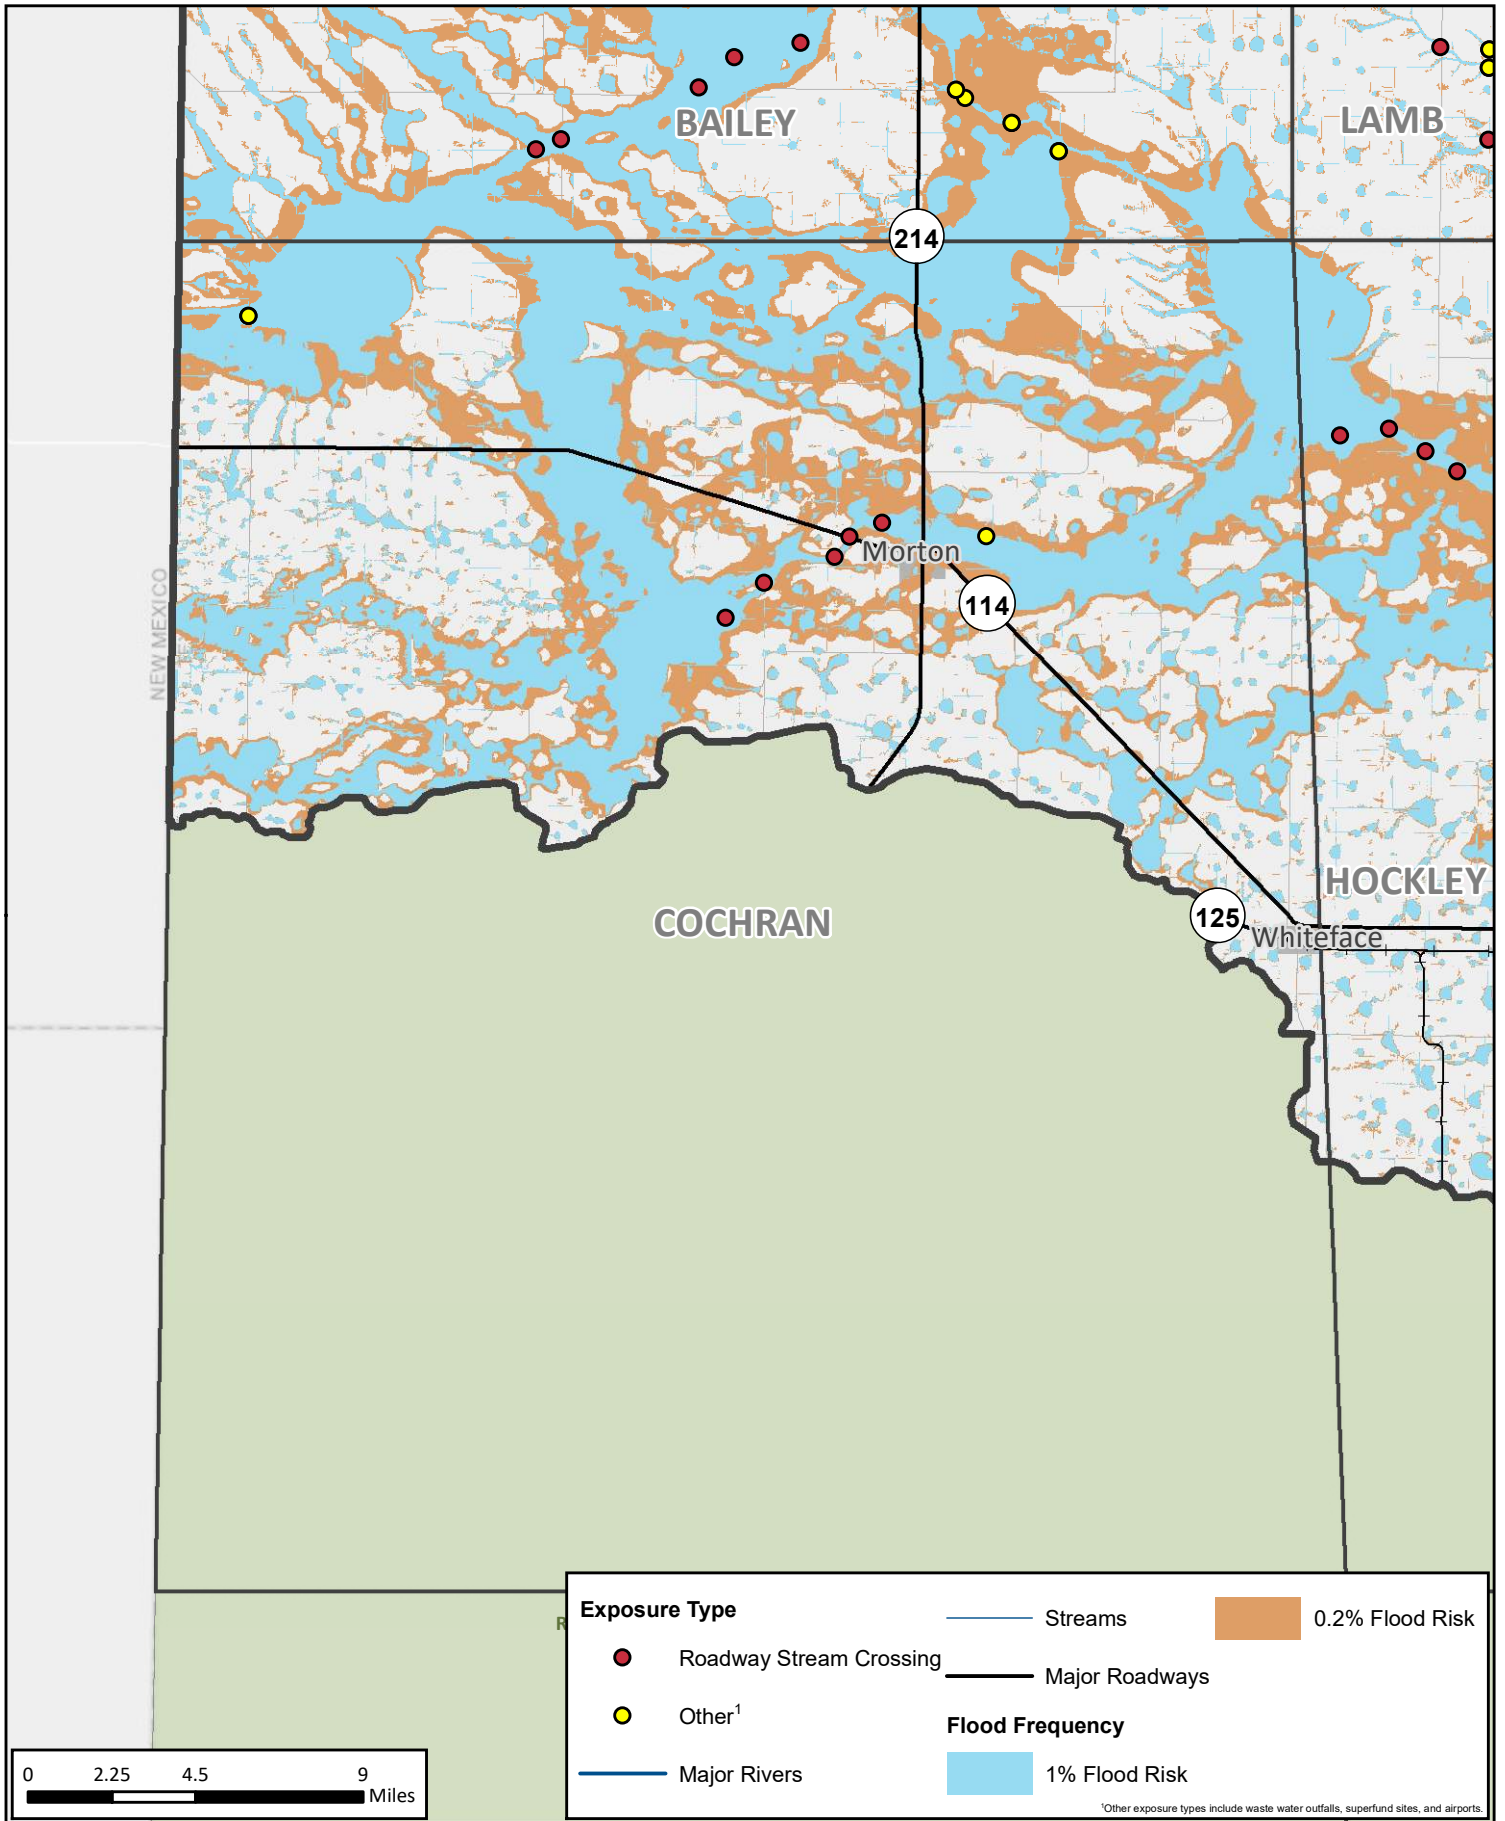 BAILEY
LAMB
214
NEW MEXICO
Morton
114
HOCKLEY
COCHRAN
125
Whiteface
R
Exposure Type
Roadway Stream Crossing
Other¹
Major Rivers
Streams
Major Roadways
Flood Frequency
1% Flood Risk
0.2% Flood Risk
¹Other exposure types include waste water outfalls, superfund sites, and airports.
0 2.25 4.5 9
Miles